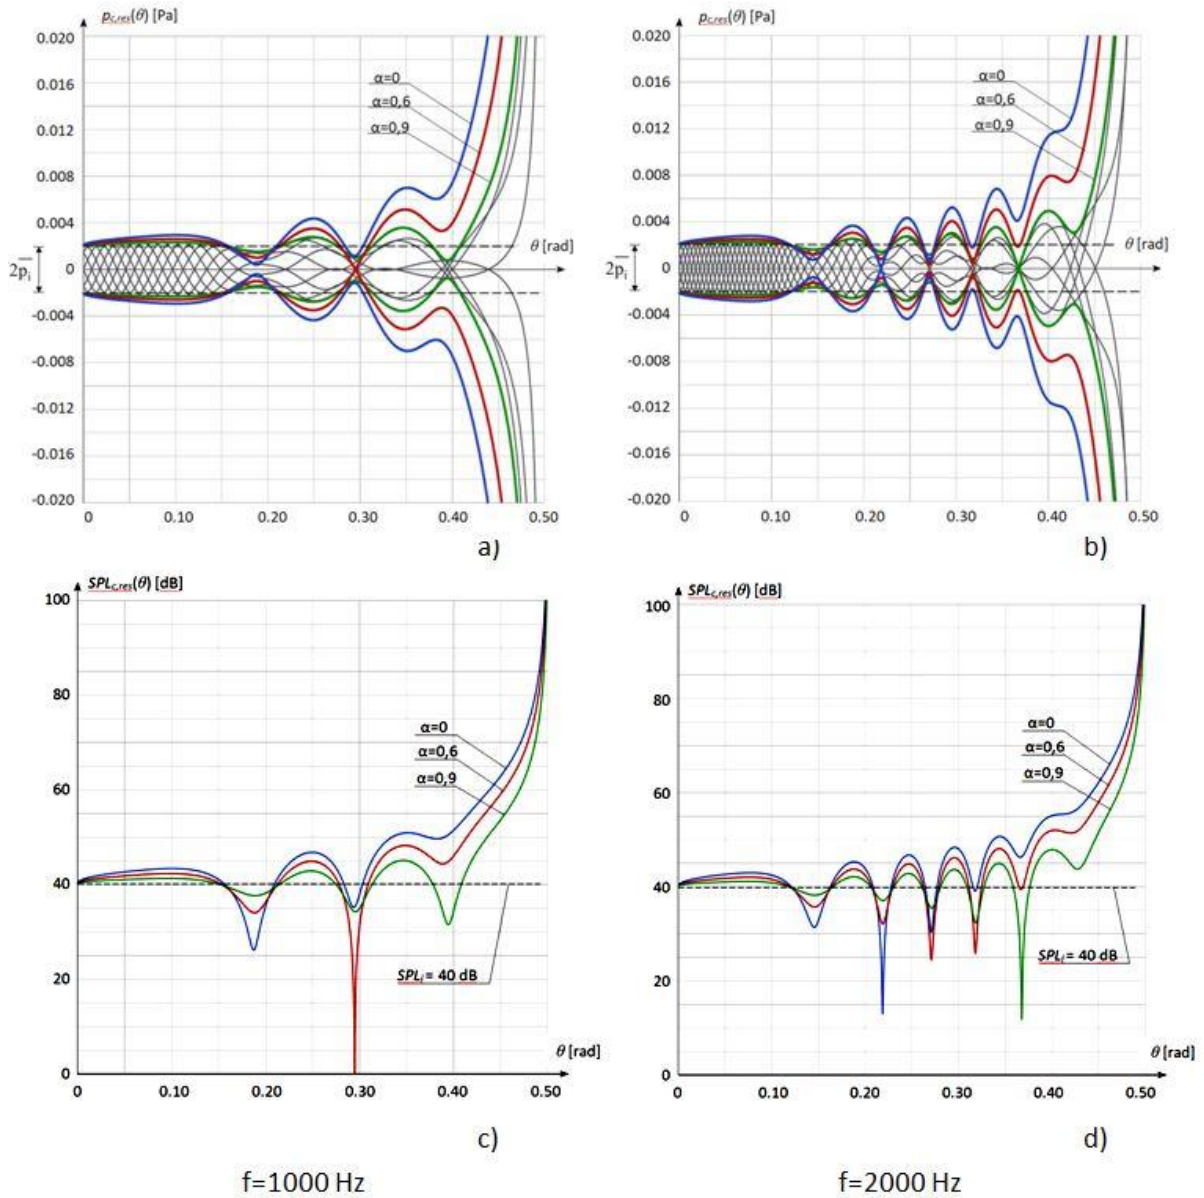 p_c,res(θ) [Pa]
0.020
0.016
0.012
0.008
0.004
0
-0.004
-0.008
-0.012
-0.016
-0.020
2p_i
α=0
α=0,6
α=0,9
θ [rad]
0 0.10 0.20 0.30 0.40 0.50
a)
p_c,res(θ) [Pa]
0.020
0.016
0.012
0.008
0.004
0
-0.004
-0.008
-0.012
-0.016
-0.020
2p_i
α=0
α=0,6
α=0,9
θ [rad]
0 0.10 0.20 0.30 0.40 0.50
b)
SPL_c,res(θ) [dB]
100
80
60
40
20
0
α=0
α=0,6
α=0,9
SPL_i = 40 dB
θ [rad]
0 0.10 0.20 0.30 0.40 0.50
c)
SPL_c,res(θ) [dB]
100
80
60
40
20
0
α=0
α=0,6
α=0,9
SPL_i = 40 dB
θ [rad]
0 0.10 0.20 0.30 0.40 0.50
d)
f=1000 Hz
f=2000 Hz